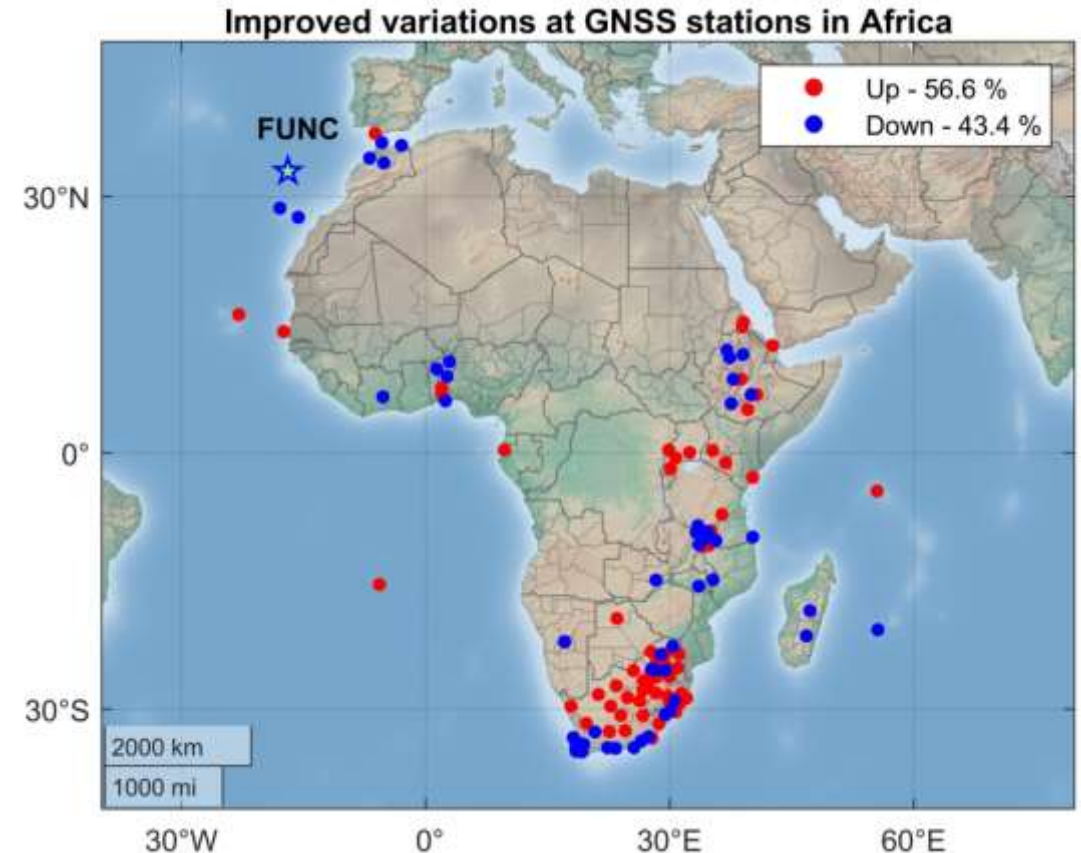 Improved variations at GNSS stations in Africa
Up - 56.6 %
Down - 43.4 %
FUNC
30°N
0°
30°S
2000 km
1000 mi
30°W
0°
30°E
60°E